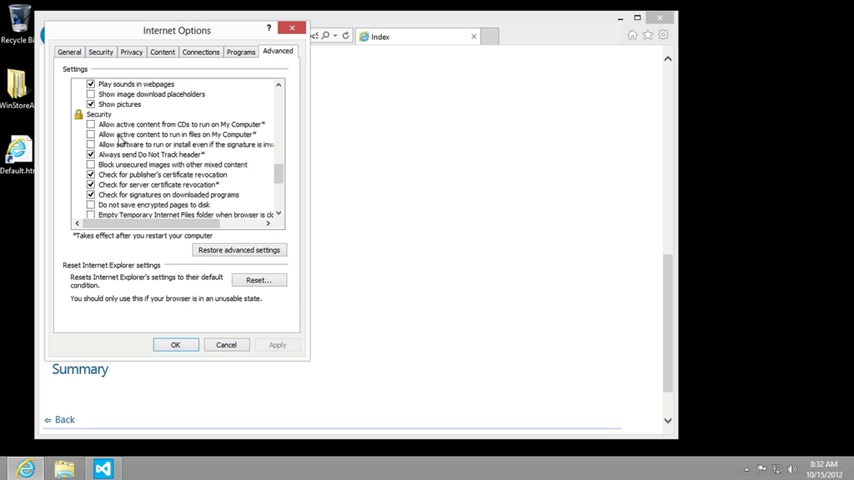 Recycle Bi
WinStoreA
Default.ht
Internet Options
?
General Security Privacy Content Connections Programs Advanced
Settings
Play sounds in webpages
Show image download placeholders
Show pictures
Security
Allow active content from CDs to run on My Computer*
Allow active content to run in files on My Computer*
Allow software to run or install even if the signature is inva
Always send Do Not Track header*
Block unsecured images with other mixed content
Check for publisher's certificate revocation
Check for server certificate revocation*
Check for signatures on downloaded programs
Do not save encrypted pages to disk
Empty Temporary Internet Files folder when browser is clo
*Takes effect after you restart your computer
Restore advanced settings
Reset Internet Explorer settings
Resets Internet Explorer's settings to their default
condition.
Reset...
You should only use this if your browser is in an unusable state.
OK Cancel Apply
Index
Summary
⇐ Back
8:32 AM
10/15/2012